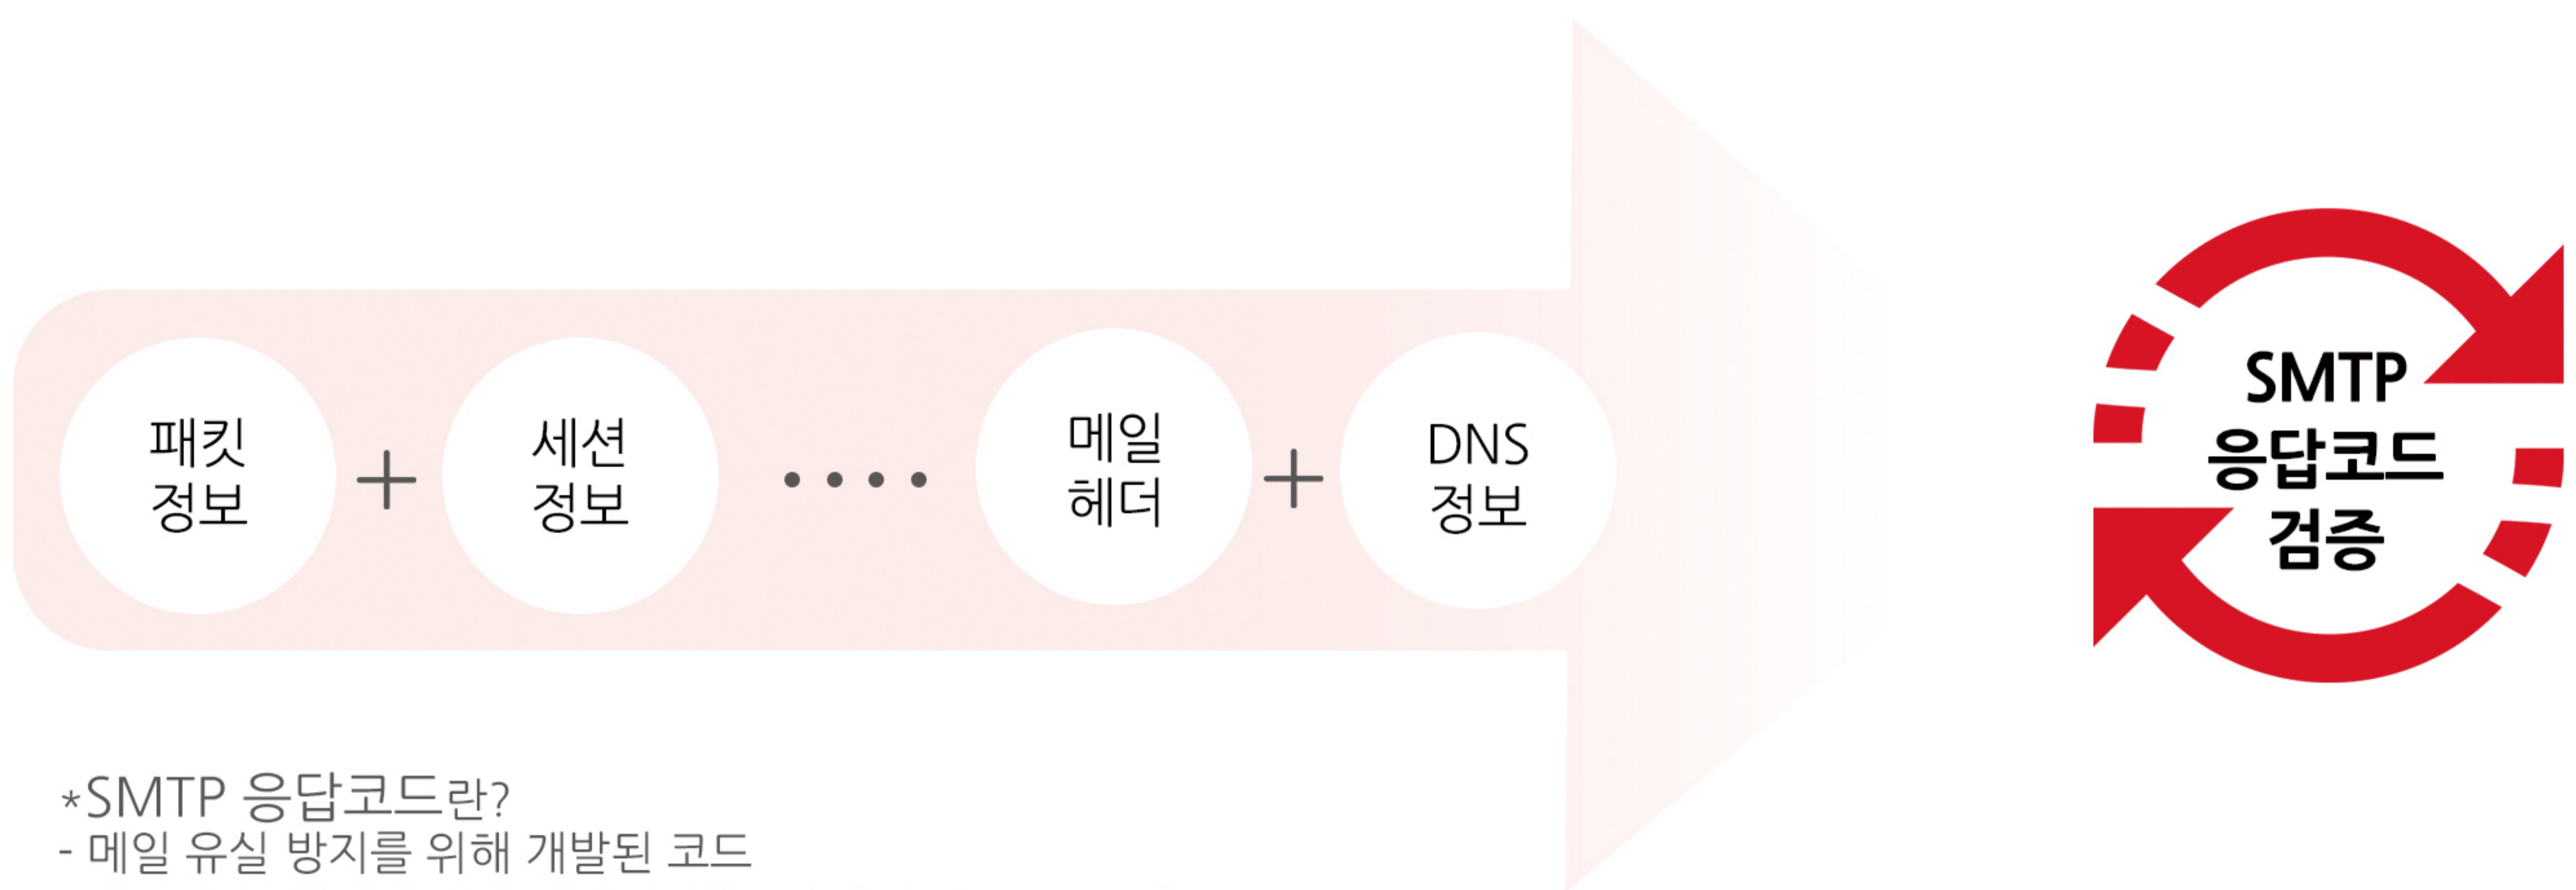 패킷
정보
+
세션
정보
....
메일
헤더
+
DNS
정보
SMTP
응답코드
검증
*SMTP 응답코드란?
- 메일 유실 방지를 위해 개발된 코드